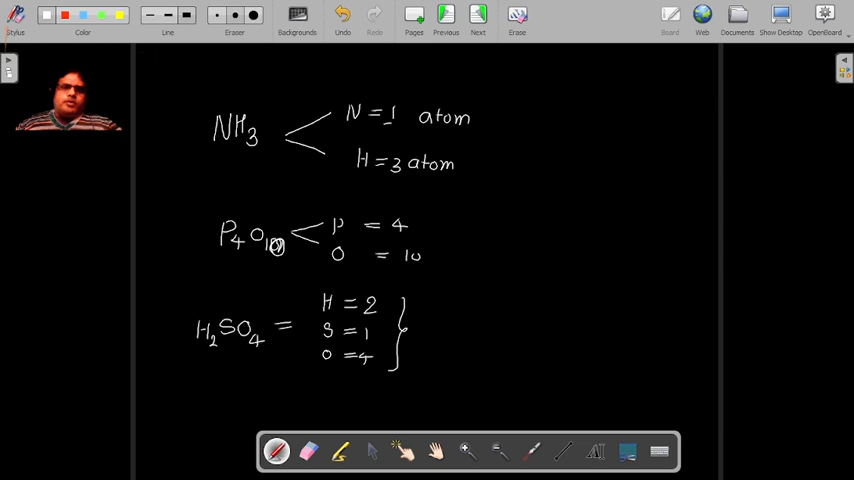 Stylus Color Line Eraser Backgrounds Undo Redo Pages Previous Next Erase Board Web Documents Show Desktop OpenBoard
NH3 N = 1 atom
H = 3 atom
P4O10 P = 4
O = 10
H2SO4 = H = 2
S = 1
O = 4